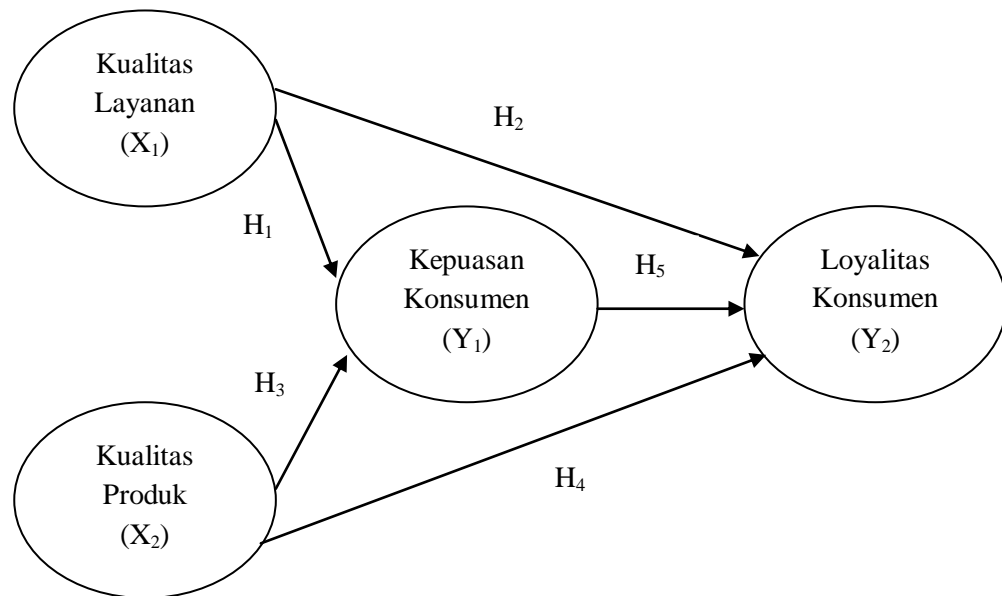 Kualitas
Layanan
(X₁)
H₂
H₁
Kepuasan
Konsumen
(Y₁)
H₅
Loyalitas
Konsumen
(Y₂)
H₃
Kualitas
Produk
(X₂)
H₄